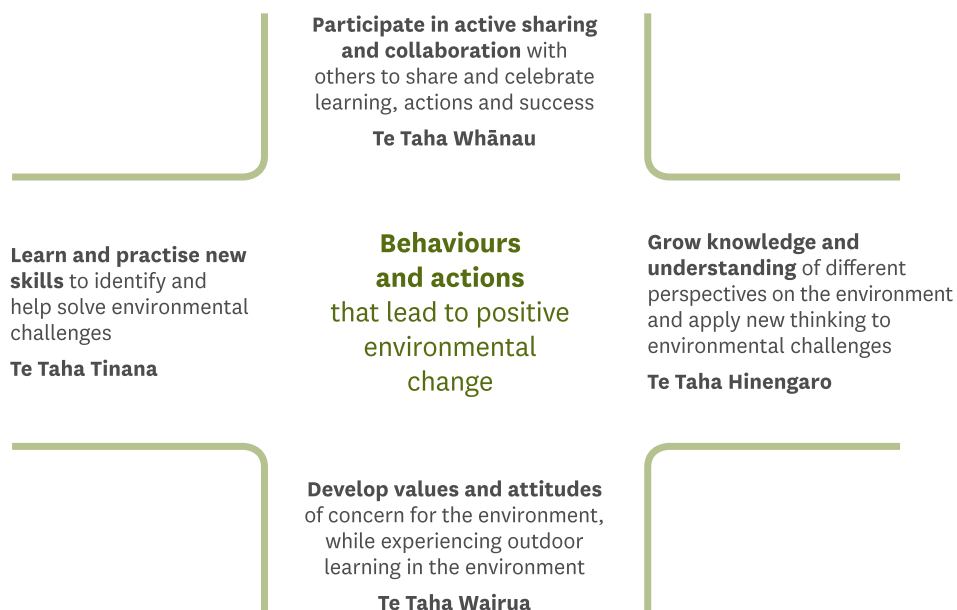 Participate in active sharing
and collaboration with
others to share and celebrate
learning, actions and success
Te Taha Whānau
Learn and practise new
skills to identify and
help solve environmental
challenges
Te Taha Tinana
Behaviours
and actions
that lead to positive
environmental
change
Grow knowledge and
understanding of different
perspectives on the environment
and apply new thinking to
environmental challenges
Te Taha Hinengaro
Develop values and attitudes
of concern for the environment,
while experiencing outdoor
learning in the environment
Te Taha Wairua